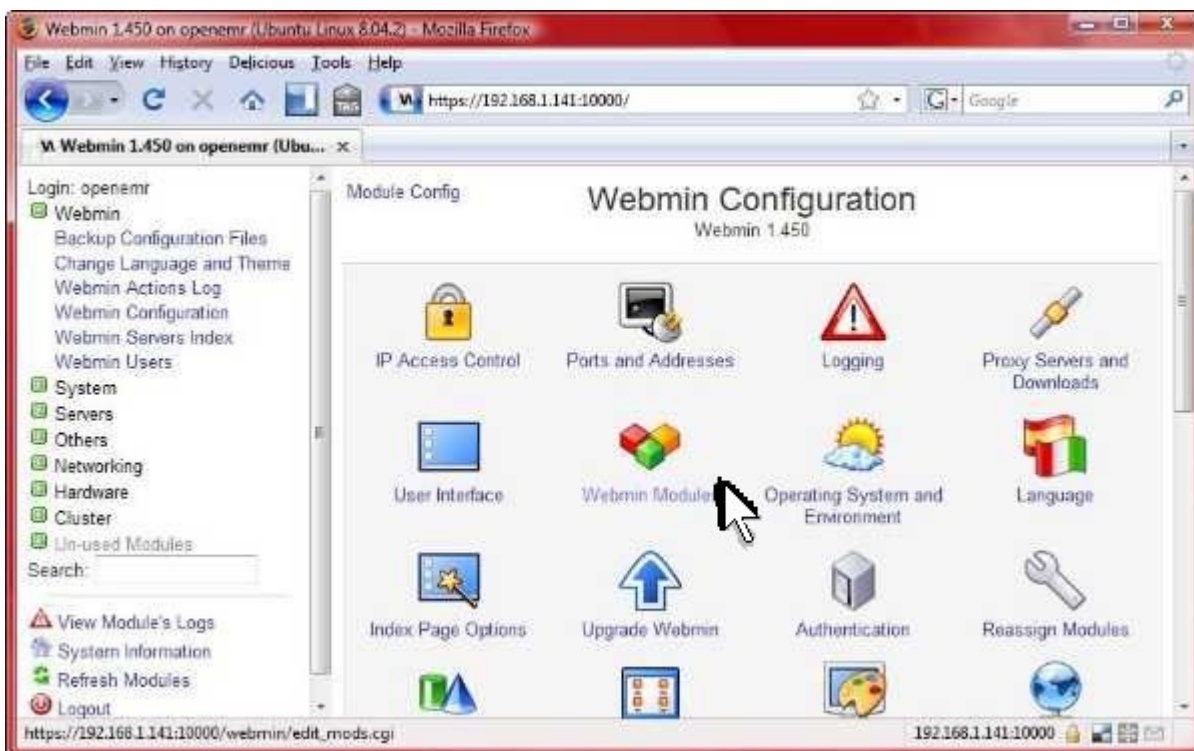 Webmin 1.450 on openemr (Ubuntu Linux 8.04.2) - Mozilla Firefox
File Edit View History Delicious Tools Help
https://192.168.1.141:10000/
Google
Webmin 1.450 on openemr (Ubu...
Login: openemr
Webmin
Backup Configuration Files
Change Language and Theme
Webmin Actions Log
Webmin Configuration
Webmin Servers Index
Webmin Users
System
Servers
Others
Networking
Hardware
Cluster
Un-used Modules
Search:
View Module's Logs
System Information
Refresh Modules
Logout
Module Config
Webmin Configuration
Webmin 1.450
IP Access Control
Ports and Addresses
Logging
Proxy Servers and
Downloads
User Interface
Webmin Modules
Operating System and
Environment
Language
Index Page Options
Upgrade Webmin
Authentication
Reassign Modules
https://192.168.1.141:10000/webmin/edit_mods.cgi
192.168.1.141:10000